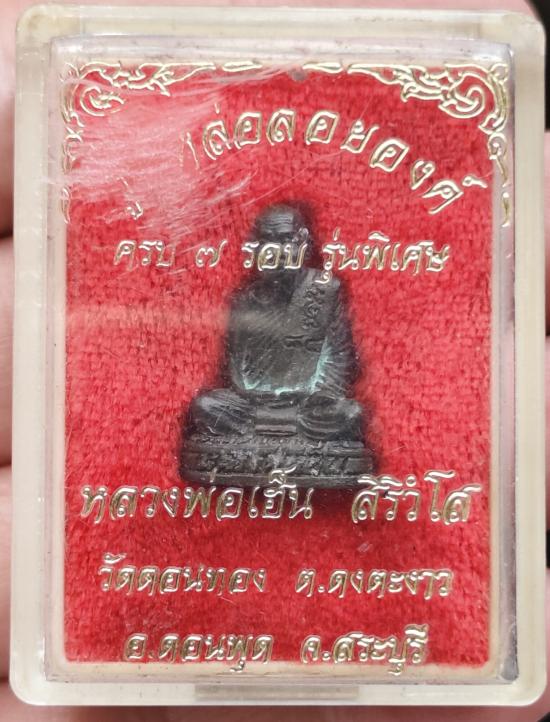 หล่อลอยองค์
ครบ ๗ รอบ รุ่นพิเศษ
หลวงพ่อเฮ็น สิริวํโส
วัดดอนทอง ต.ดงตะงาว
อ.ดอนพุด จ.สระบุรี